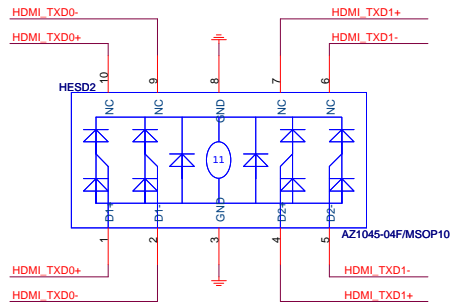 HDMI_TXD0- HDMI_TXD1+
HDMI_TXD0+ HDMI_TXD1-
10 9 8 7 6
HESD2
NC NC GND NC NC
11
D1+ D1- GND D2+ D2-
AZ1045-04F/MSOP10
1 2 3 4 5
HDMI_TXD0+ HDMI_TXD1-
HDMI_TXD0- HDMI_TXD1+